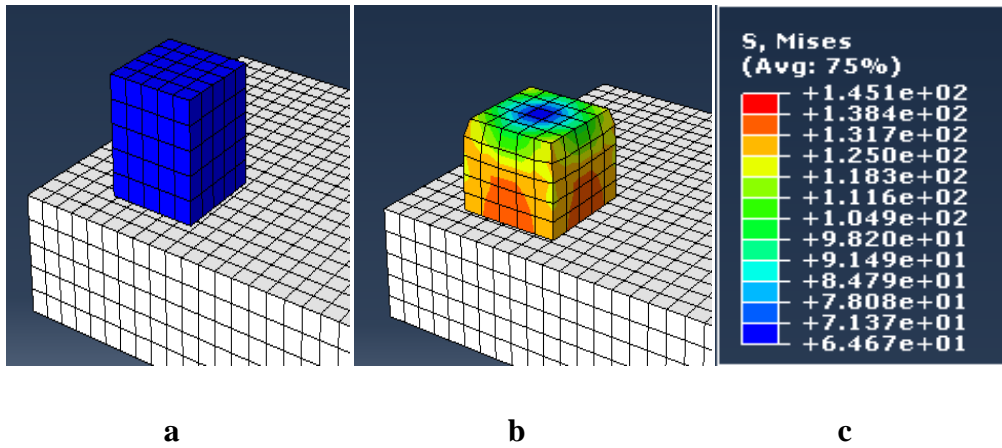 S, Mises
(Avg: 75%)
+1.451e+02
+1.384e+02
+1.317e+02
+1.250e+02
+1.183e+02
+1.116e+02
+1.049e+02
+9.820e+01
+9.149e+01
+8.479e+01
+7.808e+01
+7.137e+01
+6.467e+01
a b c